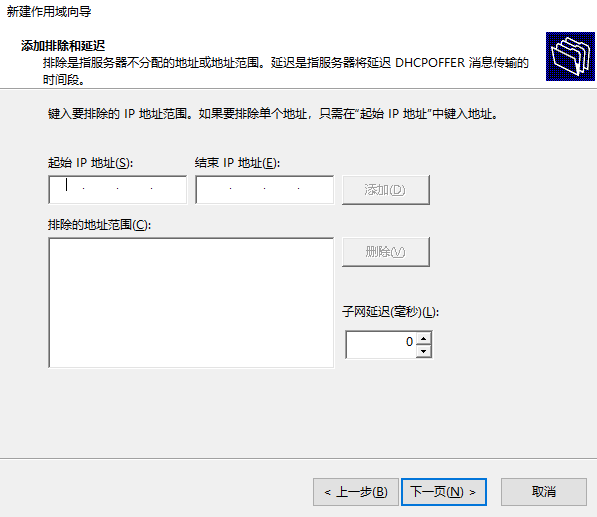 新建作用域向导
添加排除和延迟
排除是指服务器不分配的地址或地址范围。延迟是指服务器将延迟 DHCPOFFER 消息传输的
时间段。
键入要排除的 IP 地址范围。如果要排除单个地址，只需在"起始 IP 地址"中键入地址。
起始 IP 地址(S): 结束 IP 地址(E):
添加(D)
排除的地址范围(C):
删除(V)
子网延迟(毫秒)(L):
0
< 上一步(B) 下一页(N) > 取消